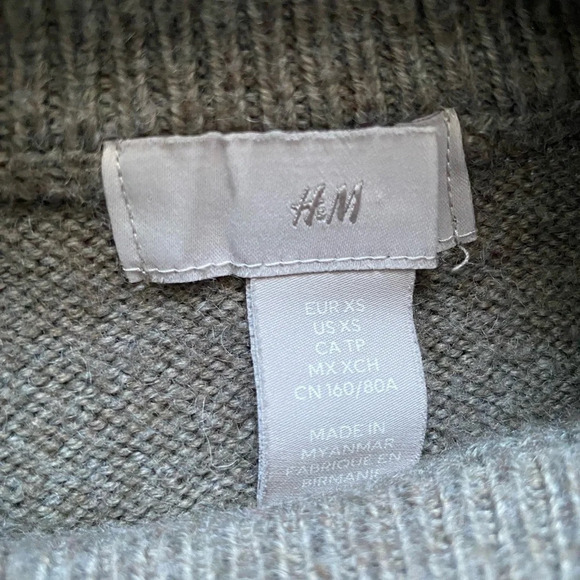 H&M
EUR XS
US XS
CA TP
MX XCH
CN 160/80A
MADE IN
MYANMAR
FABRIQUE EN
BIRMANIE